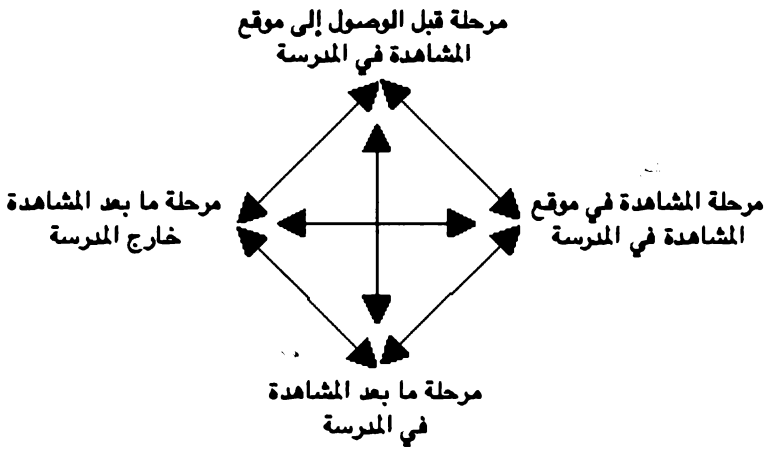 مرحلة قبل الوصول إلى موقع
المشاهدة في المدرسة
مرحلة المشاهدة في موقع
المشاهدة في المدرسة
مرحلة ما بعد المشاهدة
خارج المدرسة
مرحلة ما بعد المشاهدة
في المدرسة